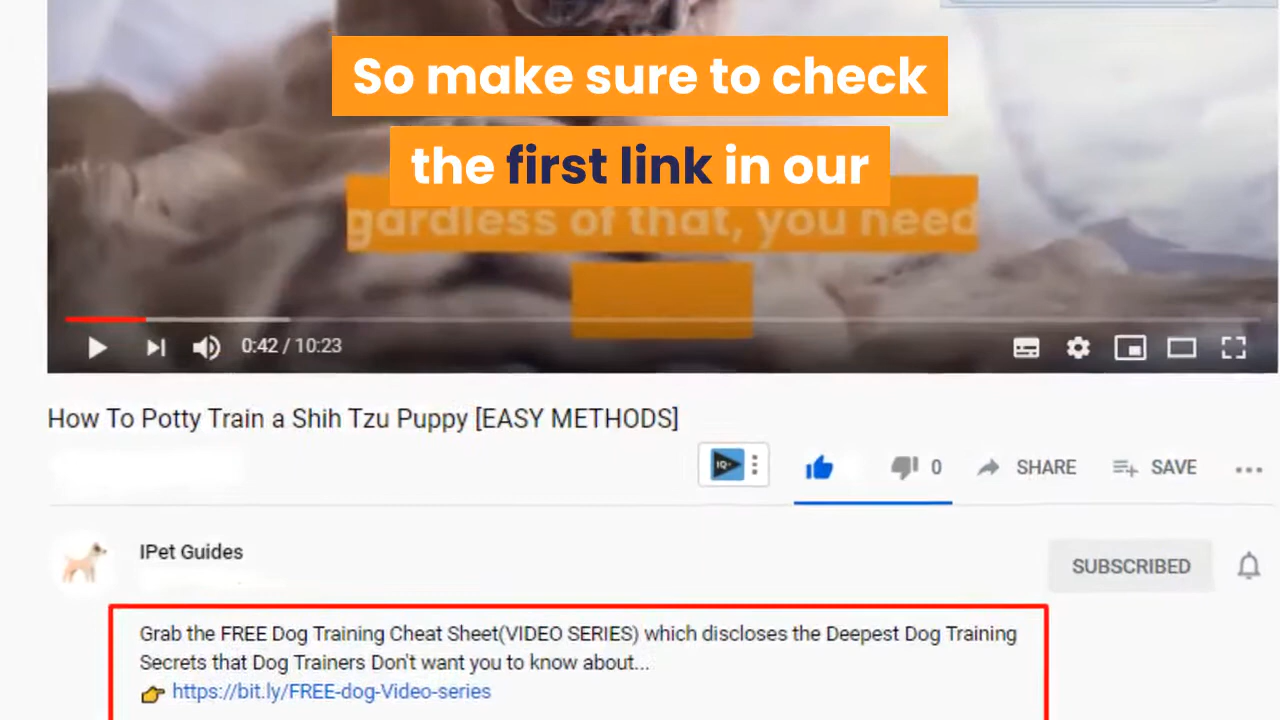 So make sure to check
the first link in our
gardless of that, you need
0:42 / 10:23
How To Potty Train a Shih Tzu Puppy [EASY METHODS]
IQ
0
SHARE
SAVE
IPet Guides
SUBSCRIBED
Grab the FREE Dog Training Cheat Sheet(VIDEO SERIES) which discloses the Deepest Dog Training
Secrets that Dog Trainers Don't want you to know about...
https://bit.ly/FREE-dog-Video-series